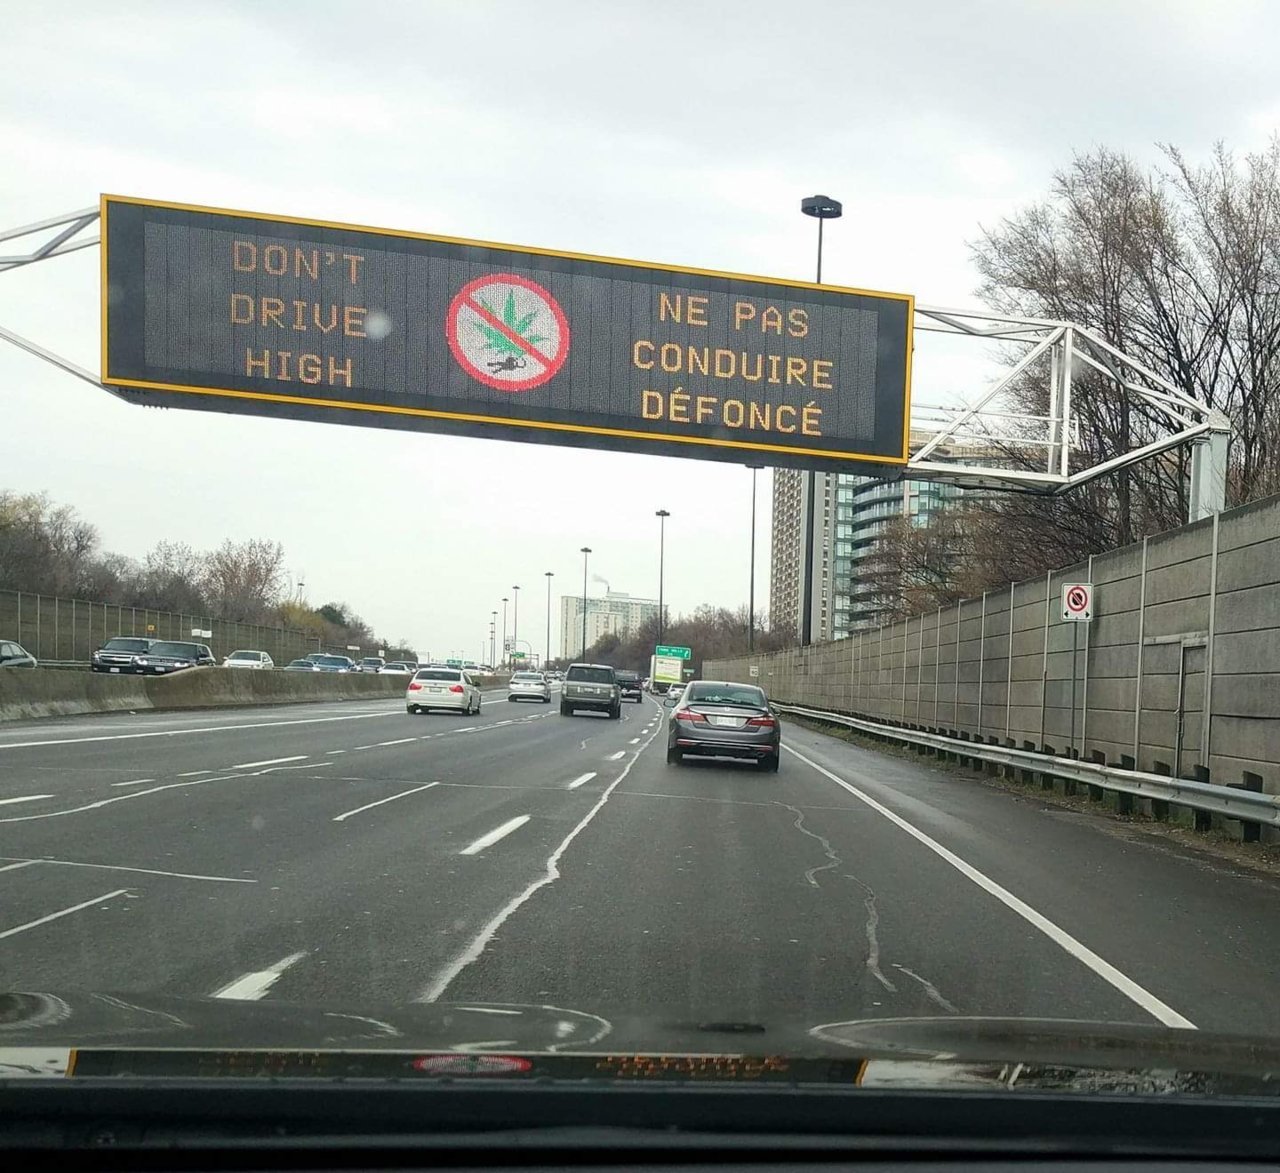 DON'T
DRIVE
HIGH
NE PAS
CONDUIRE
DÉFONCÉ